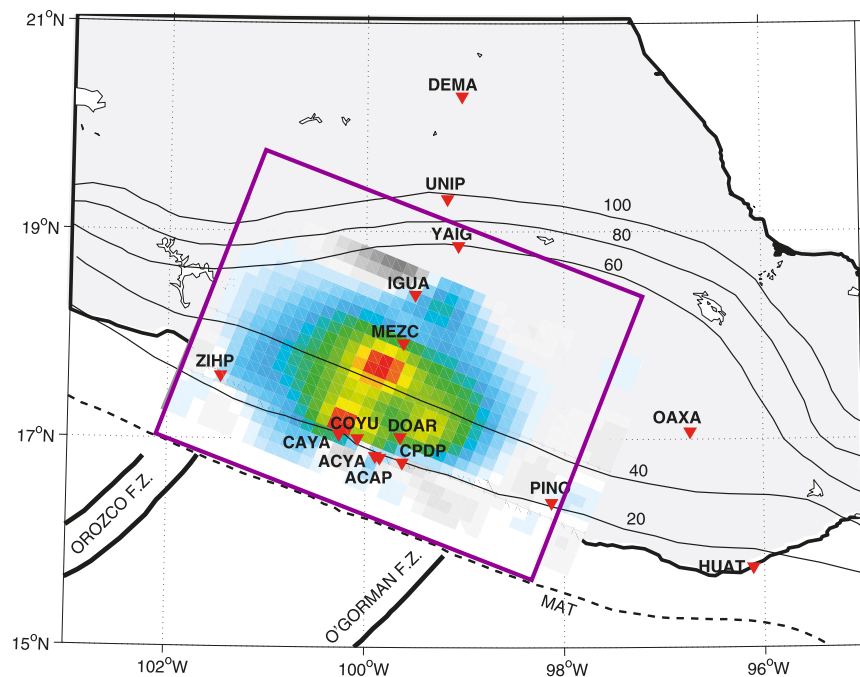 21°N
DEMA
UNIP
100
19°N
YAIG
80
60
IGUA
MEZC
ZIHP
COYU
DOAR
OAXA
17°N
CAYA
ACYA
CPDP
40
ACAP
PINO
20
OROZCO F.Z.
HUAT
O'GORMAN F.Z.
MAT
15°N
102°W
100°W
98°W
96°W